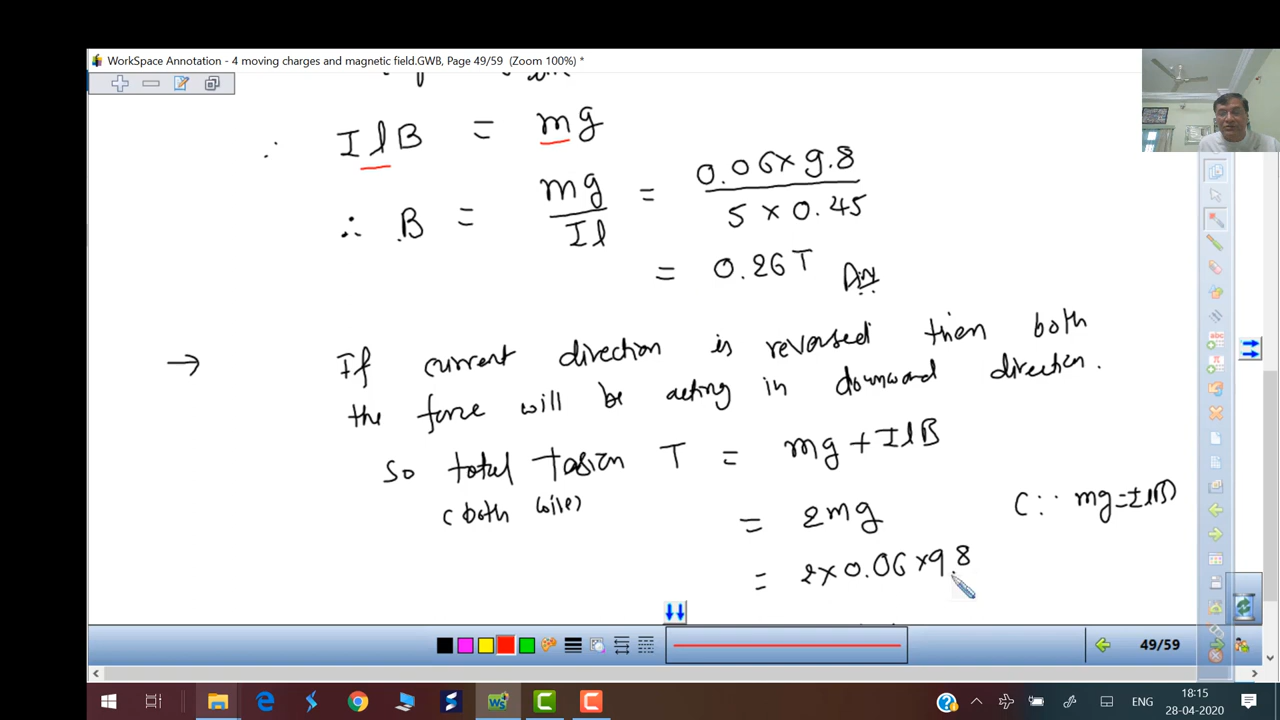 WorkSpace Annotation - 4 moving charges and magnetic field.GWB, Page 49/59 (Zoom 100%) *
∴ IlB = mg
∴ B = mg/Il = 0.06 × 9.8 / 5 × 0.45
= 0.26 T Ans
→ If current direction is reversed then both
the force will be acting in downward direction.
So total Tension T = mg + IlB
(both wire)
= 2mg (∵ mg = IlB)
= 2 × 0.06 × 9.8
49/59
ENG
18:15
28-04-2020